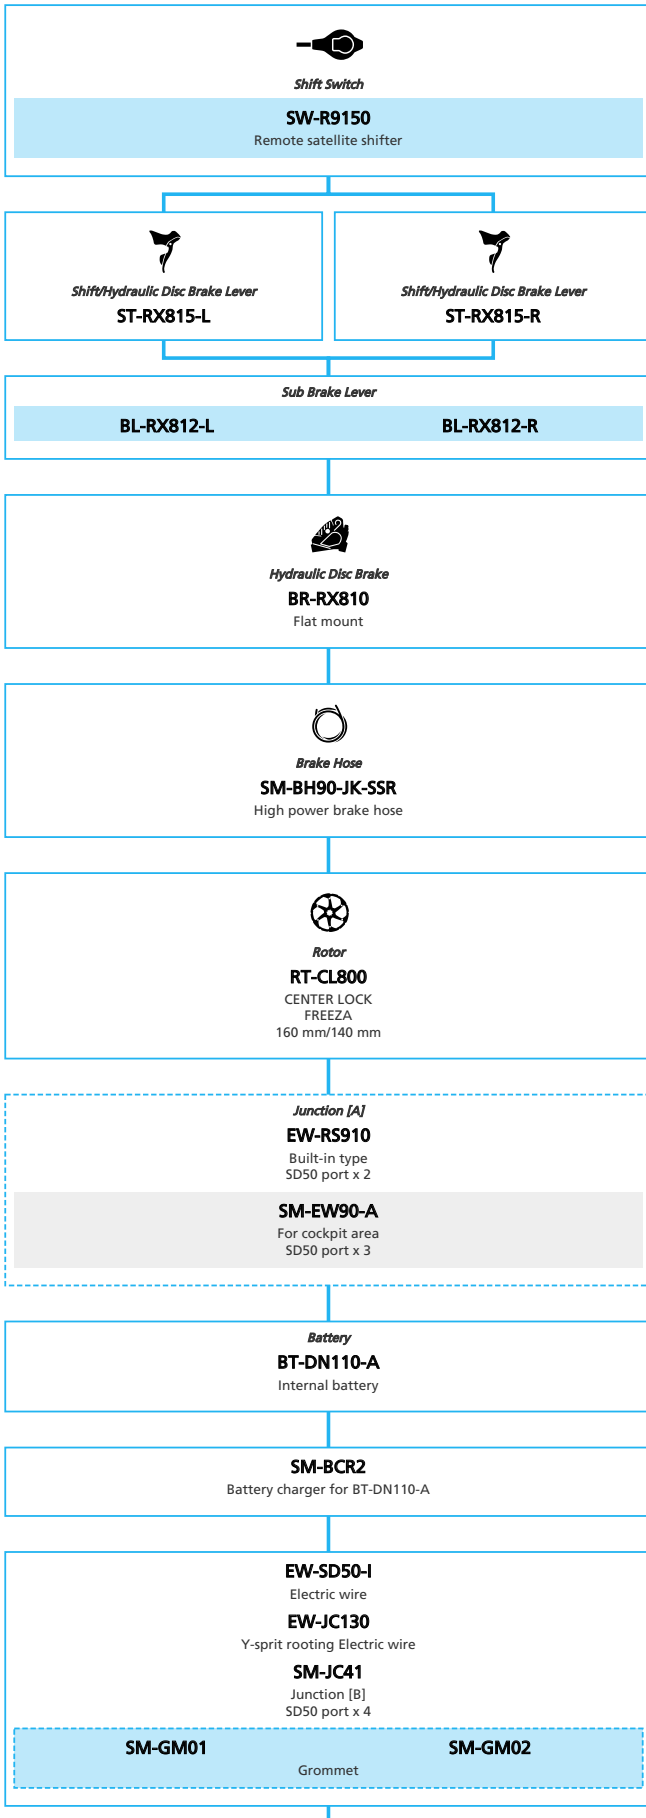 Shift Switch
SW-R9150
Remote satellite shifter
Shift/Hydraulic Disc Brake Lever
ST-RX815-L
Shift/Hydraulic Disc Brake Lever
ST-RX815-R
Sub Brake Lever
BL-RX812-L
BL-RX812-R
Hydraulic Disc Brake
BR-RX810
Flat mount
Brake Hose
SM-BH90-JK-SSR
High power brake hose
Rotor
RT-CL800
CENTER LOCK
FREEZA
160 mm/140 mm
Junction [A]
EW-RS910
Built-in type
SD50 port x 2
SM-EW90-A
For cockpit area
SD50 port x 3
Battery
BT-DN110-A
Internal battery
SM-BCR2
Battery charger for BT-DN110-A
EW-SD50-I
Electric wire
EW-JC130
Y-sprit rooting Electric wire
SM-JC41
Junction [B]
SD50 port x 4
SM-GM01
SM-GM02
Grommet